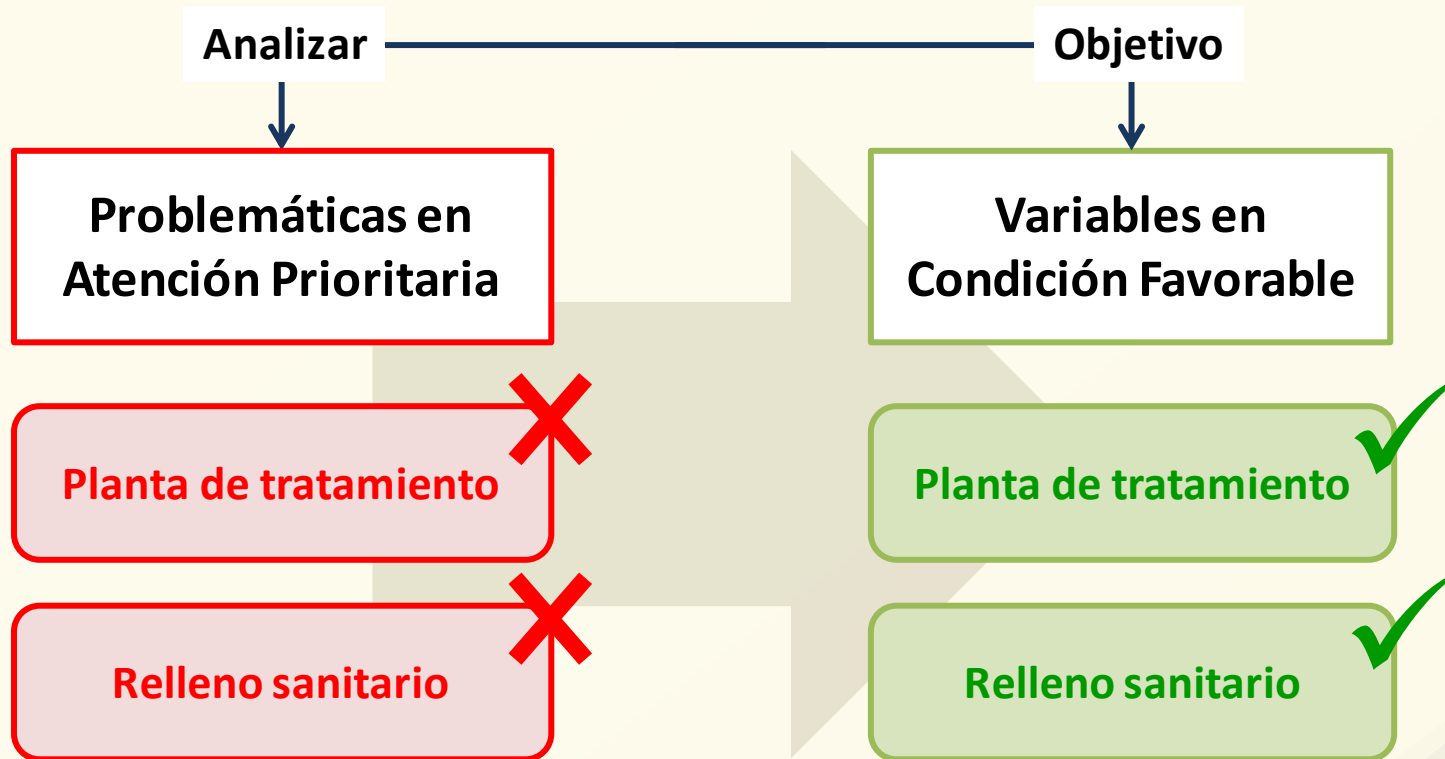 Analizar
Objetivo
Problemáticas en
Atención Prioritaria
Variables en
Condición Favorable
Planta de tratamiento
Planta de tratamiento
Relleno sanitario
Relleno sanitario